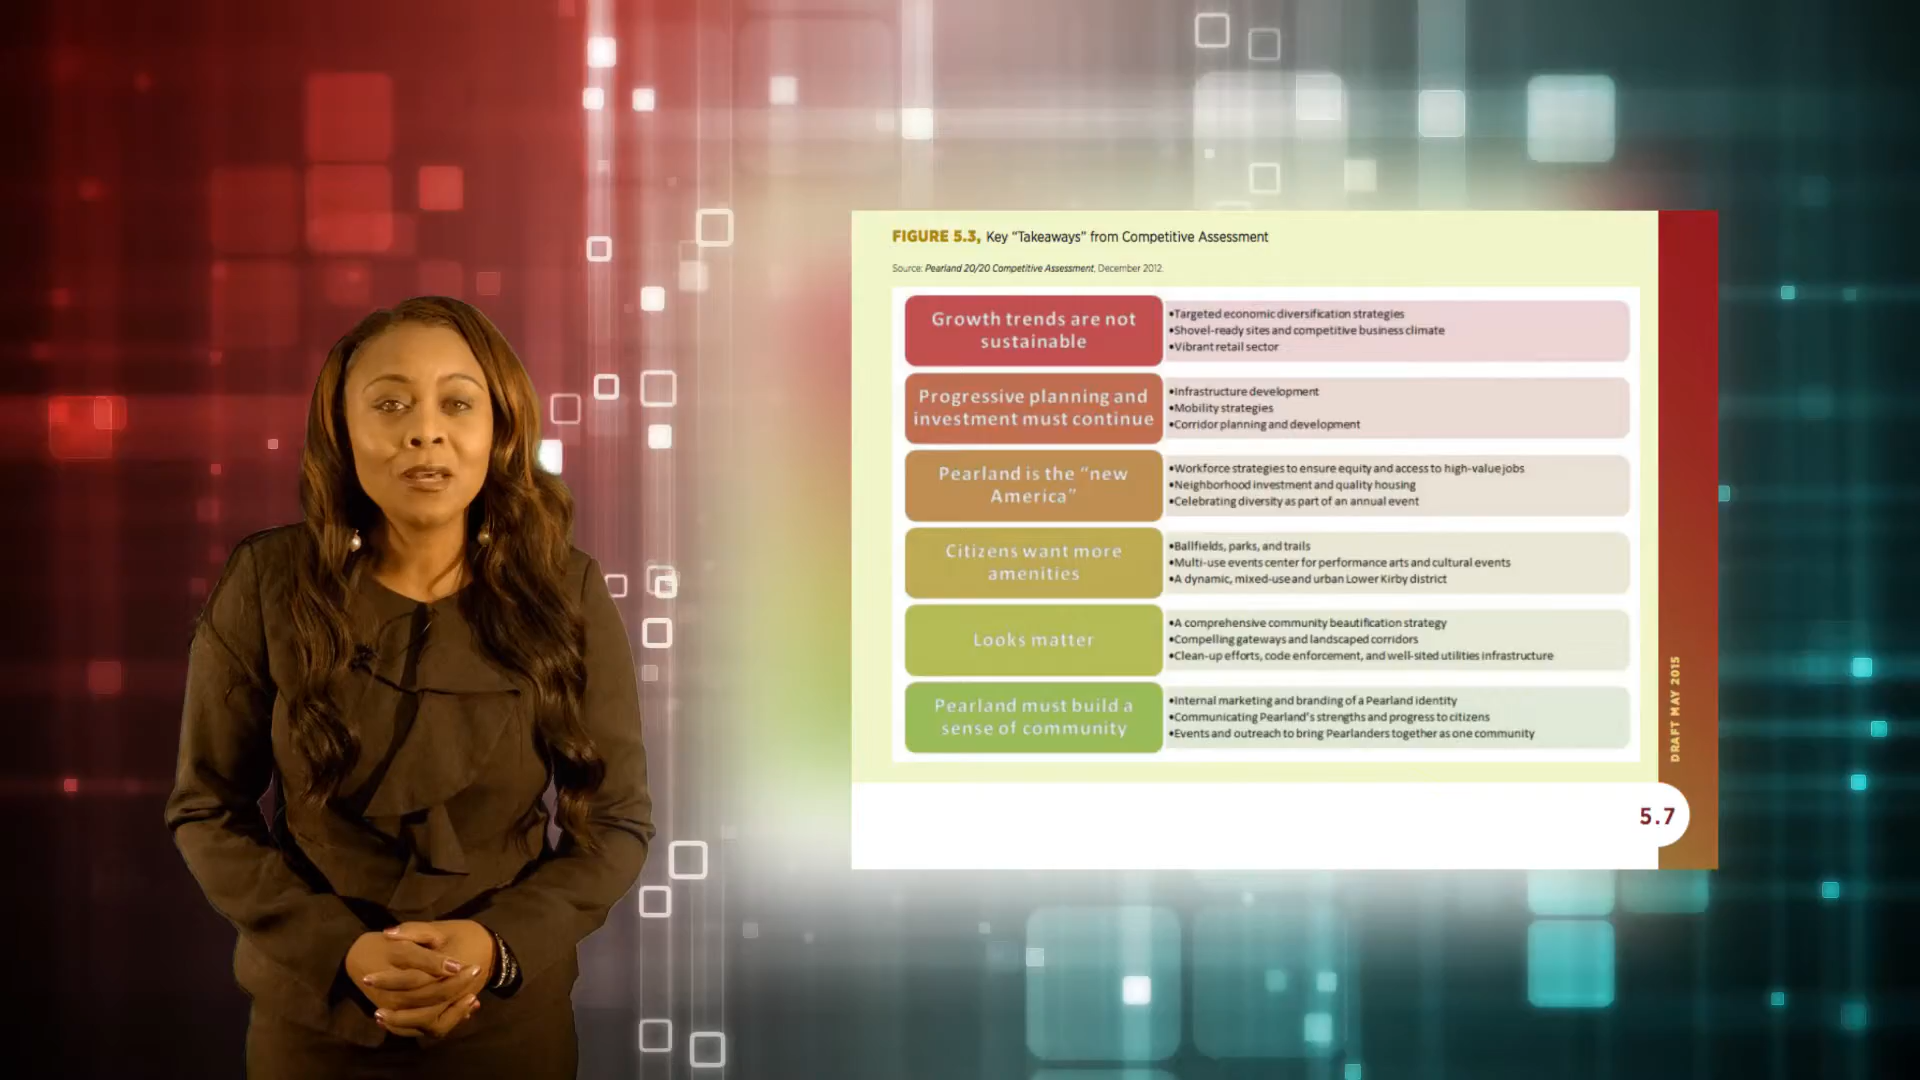 FIGURE 5.3, Key “Takeaways” from Competitive Assessment
Source: Pearland 20/20 Competitive Assessment, December 2012.
Growth trends are not
sustainable
•Targeted economic diversification strategies
•Shovel-ready sites and competitive business climate
•Vibrant retail sector
Progressive planning and
investment must continue
•Infrastructure development
•Mobility strategies
•Corridor planning and development
Pearland is the “new
America”
•Workforce strategies to ensure equity and access to high-value jobs
•Neighborhood investment and quality housing
•Celebrating diversity as part of an annual event
Citizens want more
amenities
•Ballfields, parks, and trails
•Multi-use events center for performance arts and cultural events
•A dynamic, mixed-use and urban Lower Kirby district
Looks matter
•A comprehensive community beautification strategy
•Compelling gateways and landscaped corridors
•Clean-up efforts, code enforcement, and well-sited utilities infrastructure
Pearland must build a
sense of community
•Internal marketing and branding of a Pearland identity
•Communicating Pearland’s strengths and progress to citizens
•Events and outreach to bring Pearlanders together as one community
DRAFT MAY 2015
5.7